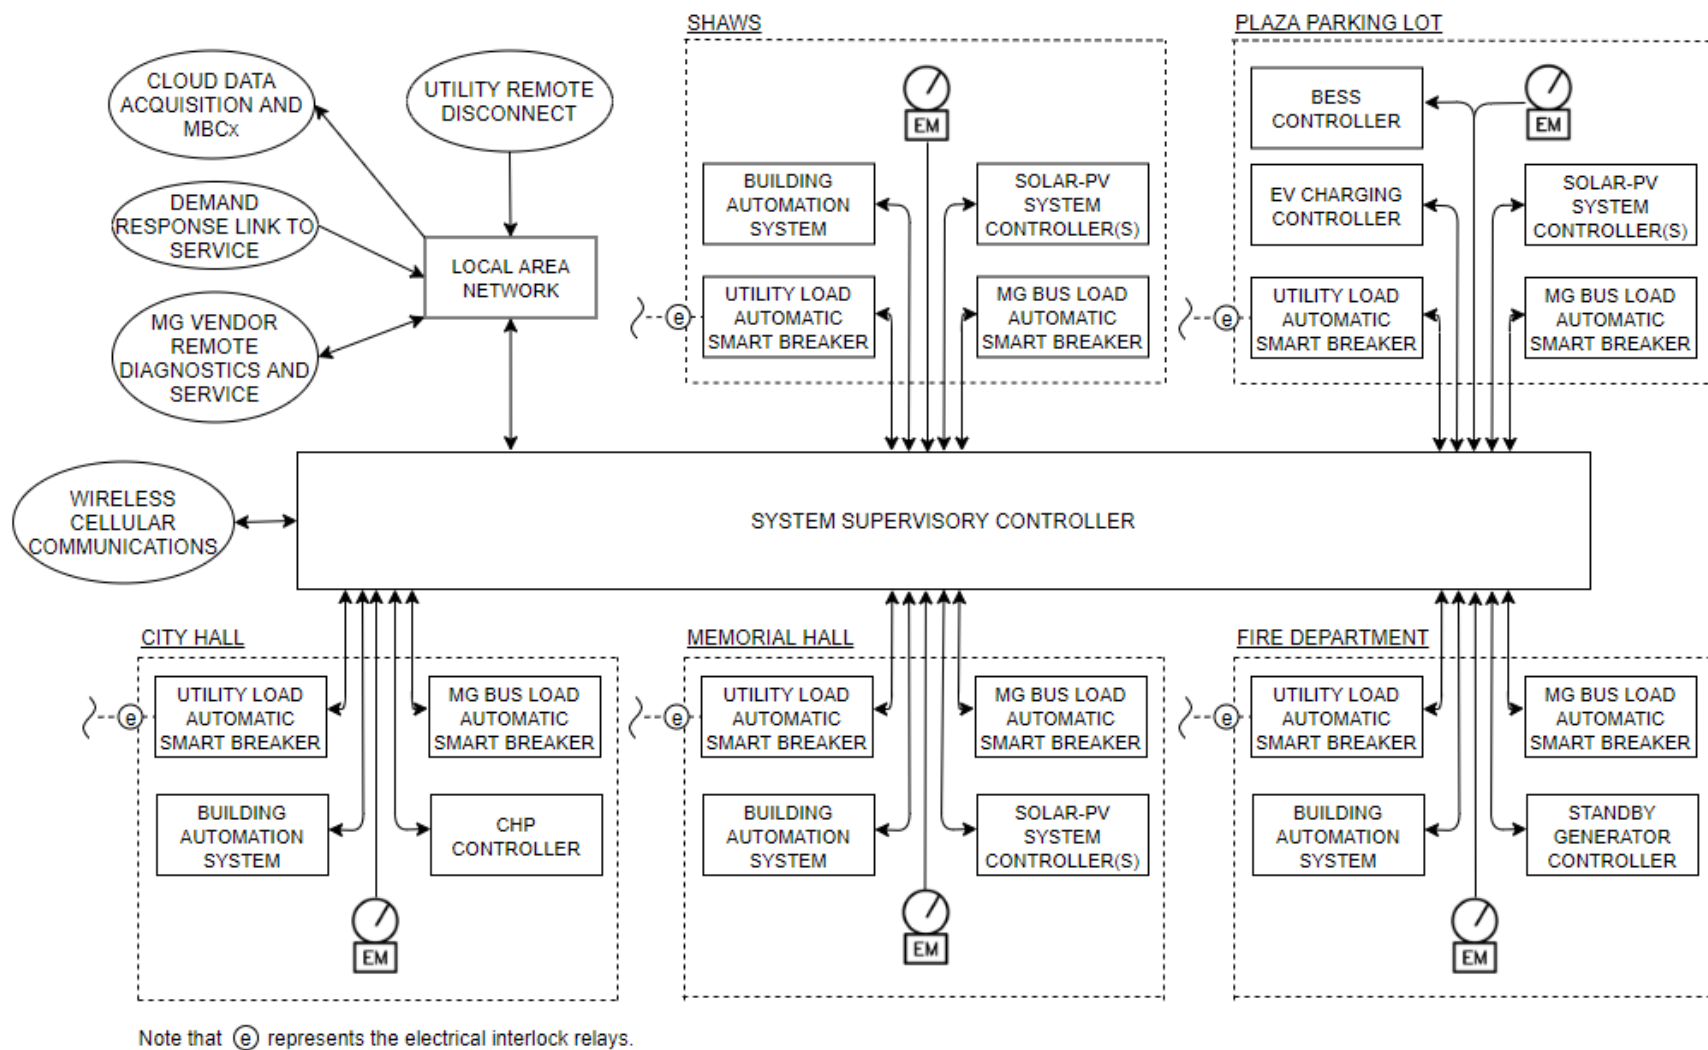 SHAWS
PLAZA PARKING LOT
CLOUD DATA
ACQUISITION AND
MBCx
UTILITY REMOTE
DISCONNECT
DEMAND
RESPONSE LINK TO
SERVICE
MG VENDOR
REMOTE
DIAGNOSTICS AND
SERVICE
LOCAL AREA
NETWORK
WIRELESS
CELLULAR
COMMUNICATIONS
EM
BUILDING
AUTOMATION
SYSTEM
SOLAR-PV
SYSTEM
CONTROLLER(S)
e
UTILITY LOAD
AUTOMATIC
SMART BREAKER
MG BUS LOAD
AUTOMATIC
SMART BREAKER
BESS
CONTROLLER
EM
EV CHARGING
CONTROLLER
SOLAR-PV
SYSTEM
CONTROLLER(S)
e
UTILITY LOAD
AUTOMATIC
SMART BREAKER
MG BUS LOAD
AUTOMATIC
SMART BREAKER
SYSTEM SUPERVISORY CONTROLLER
CITY HALL
e
UTILITY LOAD
AUTOMATIC
SMART BREAKER
MG BUS LOAD
AUTOMATIC
SMART BREAKER
BUILDING
AUTOMATION
SYSTEM
CHP
CONTROLLER
EM
MEMORIAL HALL
e
UTILITY LOAD
AUTOMATIC
SMART BREAKER
MG BUS LOAD
AUTOMATIC
SMART BREAKER
BUILDING
AUTOMATION
SYSTEM
SOLAR-PV
SYSTEM
CONTROLLER(S)
EM
FIRE DEPARTMENT
e
UTILITY LOAD
AUTOMATIC
SMART BREAKER
MG BUS LOAD
AUTOMATIC
SMART BREAKER
BUILDING
AUTOMATION
SYSTEM
STANDBY
GENERATOR
CONTROLLER
EM
Note that e represents the electrical interlock relays.